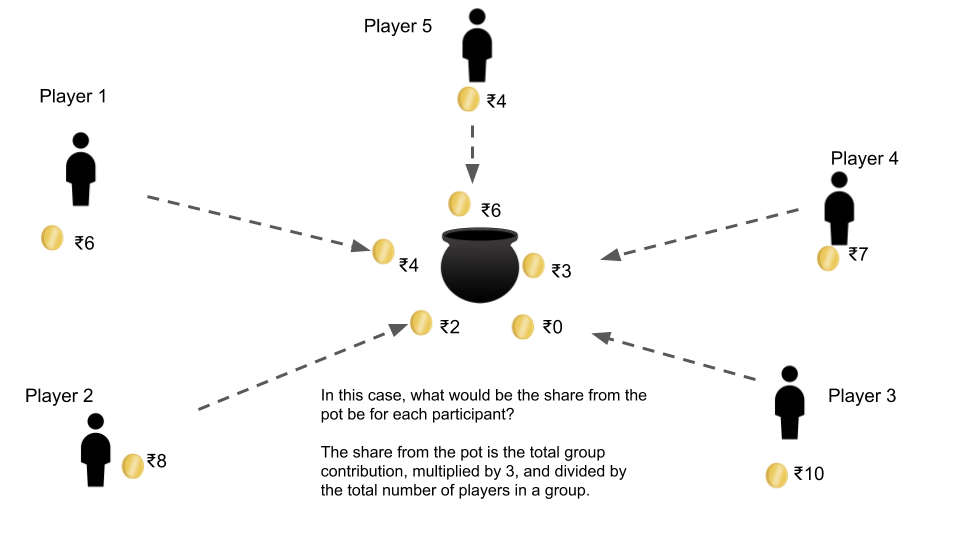 Player 5
₹4
Player 1
₹6
Player 4
₹7
₹6
₹4
₹3
₹2
₹0
Player 2
₹8
Player 3
₹10
In this case, what would be the share from the
pot be for each participant?
The share from the pot is the total group
contribution, multiplied by 3, and divided by
the total number of players in a group.